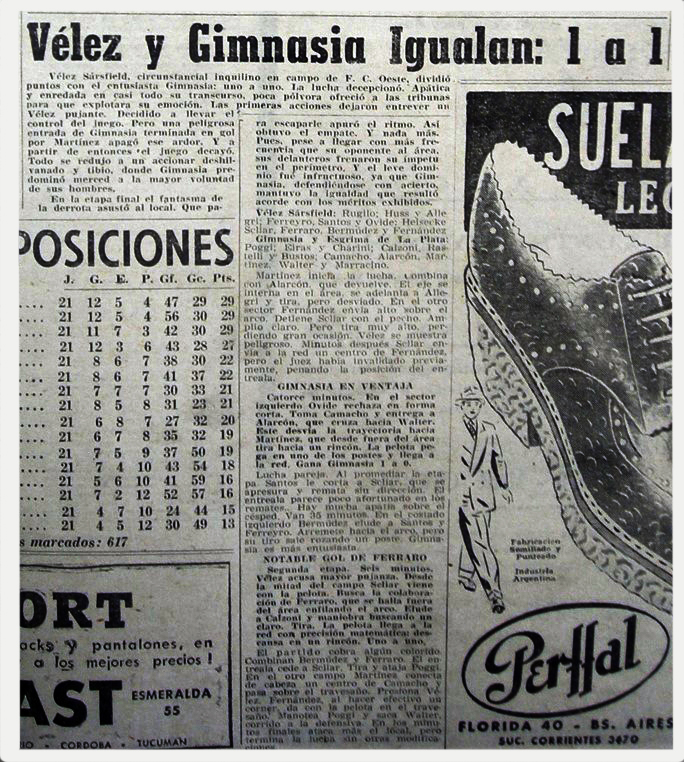 Vélez y Gimnasia Igualan: 1 a 1
Vélez Sársfield, circunstancial inquilino en campo de F. C. Oeste, dividió
puntos con el entusiasta Gimnasia: uno a uno. La lucha decepcionó. Apática
y enredada en casi todo su transcurso, poca pólvora ofreció a las tribunas
para que explotara su emoción. Las primeras acciones dejaron entrever un
Vélez pujante. Decidido a llevar el
control del juego. Pero una peligrosa
entrada de Gimnasia terminada en gol
por Martínez apagó ese ardor. Y a
partir de entonces el juego decayó.
Todo se redujo a un accionar deshil-
vanado y tibio, donde Gimnasia pre-
dominó merced a la mayor voluntad
de sus hombres.
En la etapa final el fantasma de
la derrota asustó al local. Que pa-
ra escaparle apuró el ritmo. Así
obtuvo el empate. Y nada más.
Pues, pese a llegar con más fre-
cuencia que su oponente al área,
sus delanteros frenaron su ímpetu
en el perímetro. Y el leve domi-
nio fue infructuoso, ya que Gim-
nasia, defendiéndose con acierto,
mantuvo la igualdad que resultó
acorde con los méritos exhibidos.
Vélez Sársfield: Rugilo; Huss y Alle-
gri; Ferreyro, Santos y Ovide; Heisecke
Scliar, Ferraro, Bermúdez y Fernández
Gimnasia y Esgrima de La Plata:
Poggi; Eiras y Charini; Calzoni, Ras-
telli y Bustos; Camacho, Alarcón, Mar-
tínez, Walter y Marracino.
Martínez inicia la lucha. Combina
con Alarcón, que devuelve. El eje se
interna en el área, se adelanta a Alle-
gri y tira, pero desviado. En el otro
sector Fernández envía alto sobre el
arco. Detiene Scliar con el pecho. Am-
plio claro. Pero tira muy alto, per-
diendo gran ocasión. Vélez se muestra
peligroso. Minutos después Scliar en-
vía a la red un centro de Fernández,
pero el juez había invalidado previa-
mente, penando la posición del en-
treala.
GIMNASIA EN VENTAJA
Catorce minutos. En el sector
izquierdo Ovide rechaza en forma
corta. Toma Camacho y entrega a
Alarcón, que cruza hacia Walter.
Este desvía la trayectoria hacia
Martínez, que desde fuera del área
tira hacia un rincón. La pelota pe-
ga en uno de los postes y llega a
la red. Gana Gimnasia 1 a 0.
Lucha pareja. Al promediar la eta-
pa Santos le corta a Scliar, que se
apresura y remata sin dirección. El
entreala parece poco afortunado en los
remates. Hay mucha apatía sobre el
césped. Van 35 minutos. En el costado
izquierdo Bermúdez elude a Santos y
Ferreyro. Arremete hacia el arco, pero
su tiro sale rozando un poste. Gimna-
sia es más entusiasta.
NOTABLE GOL DE FERRARO
Segunda etapa. Seis minutos.
Vélez acusa mayor pujanza. Desde
la mitad del campo Scliar viene
con la pelota. Busca la colabora-
ción de Ferraro, que se halla fuera
del área enfilando el arco. Elude
a Calzoni y maniobra buscando un
claro. Tira. La pelota llega a la
red con precisión matemática: des-
cansa en un rincón. Uno a uno.
El partido cobra algún colorido.
Combinan Bermúdez y Ferraro. El en-
treala cede a Scliar. Tira y ataja Poggi.
En el otro campo Martínez conecta
de cabeza un centro de Camacho y
pasa sobre el travesaño. Presiona Vé-
lez. Fernández, al hacer efectivo un
córner, da con la pelota en el trave-
saño. Manotea Poggi y saca Walter,
corrido a la defensiva. En los minu-
tos finales ataca más el local, pero
termina la lucha sin otras modifica-
ciones.
POSICIONES
J. G. E. P. Gf. Gc. Pts.
.... 21 12 5 4 47 29 29
.... 21 12 5 4 56 30 29
.... 21 11 7 3 42 30 29
.... 21 12 3 6 43 28 27
.... 21 8 6 7 38 30 22
.... 21 8 6 7 41 37 22
.... 21 7 7 7 30 33 21
.... 21 8 5 8 31 23 21
.... 21 6 8 7 27 32 20
.... 21 6 7 8 35 32 19
.... 21 7 5 9 37 50 19
.... 21 7 4 10 43 54 18
.... 21 5 6 10 41 59 16
.... 21 7 2 12 52 57 16
.... 21 4 7 10 24 44 15
.... 21 4 5 12 30 49 13
s marcados: 617
ORT
ocks y pantalones, en
a los mejores precios!
AST ESMERALDA
55
IO - CORDOBA - TUCUMAN
SUELA
LEG
Fabricación
Semillado y
Punteado
Industria
Argentina
Perffal
FLORIDA 40 - BS. AIRES
SUC. CORRIENTES 3670